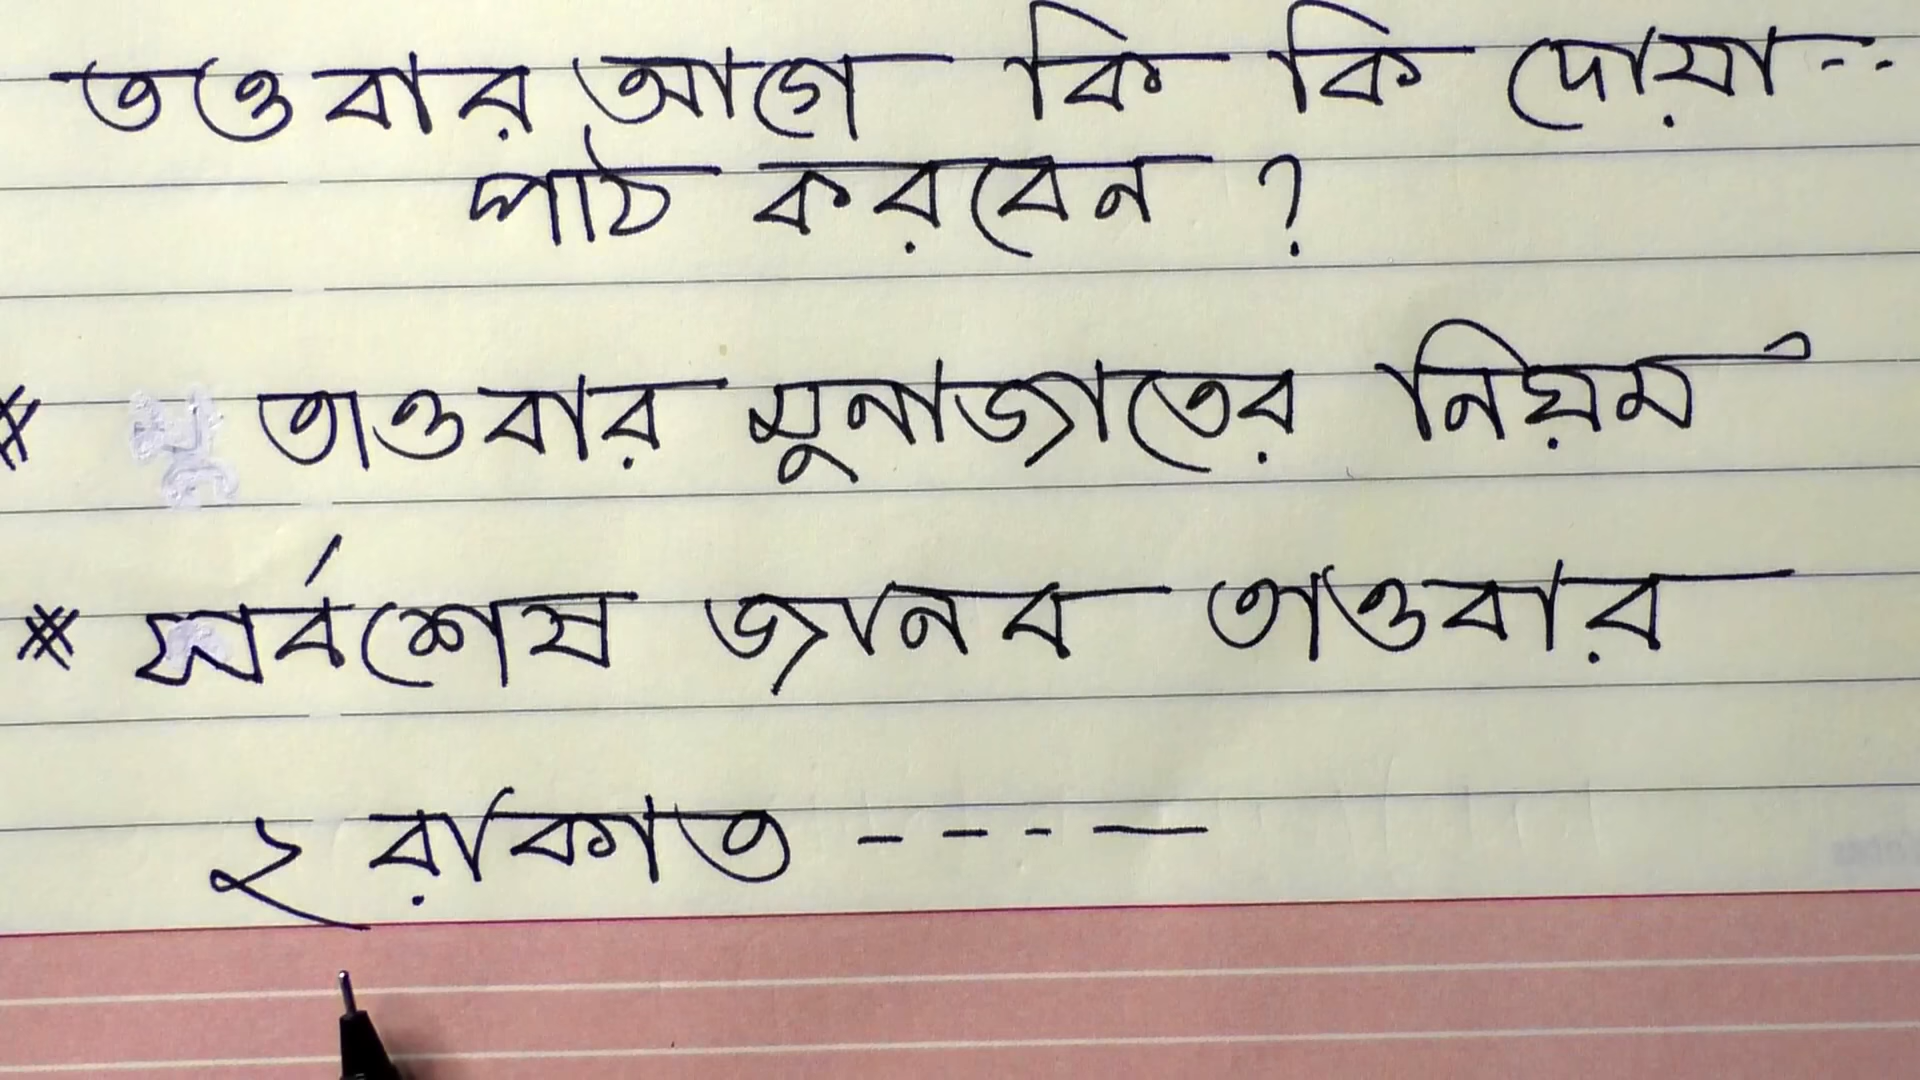 তওবার আগে কি কি দোয়া --
পাঠ করবেন ?
# তাওবার মুনাজাতের নিয়ম
* সর্বশেষ জানব তাওবার
২ রাকাত - - - —